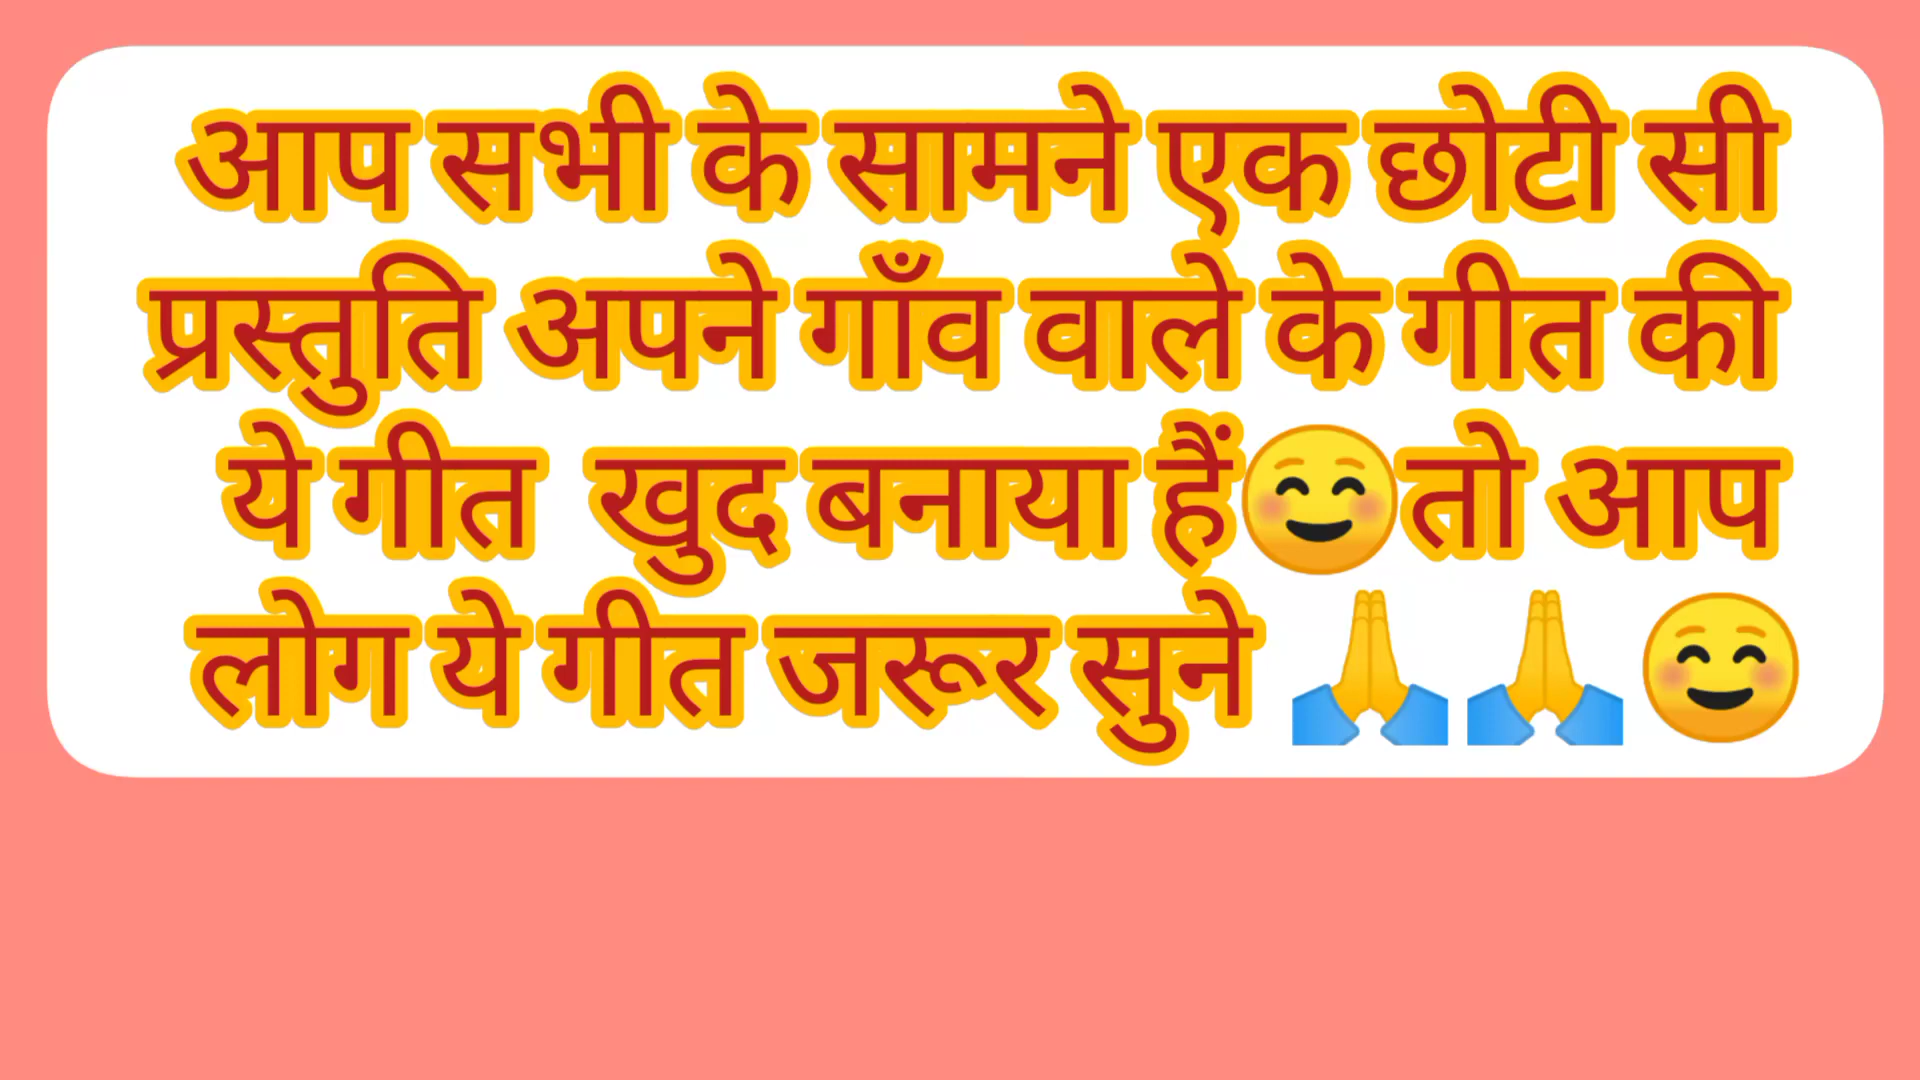 आप सभी के सामने एक छोटी सी
प्रस्तुति अपने गाँव वाले के गीत की
ये गीत खुद बनाया हैं☺️तो आप
लोग ये गीत जरूर सुने 🙏🙏☺️